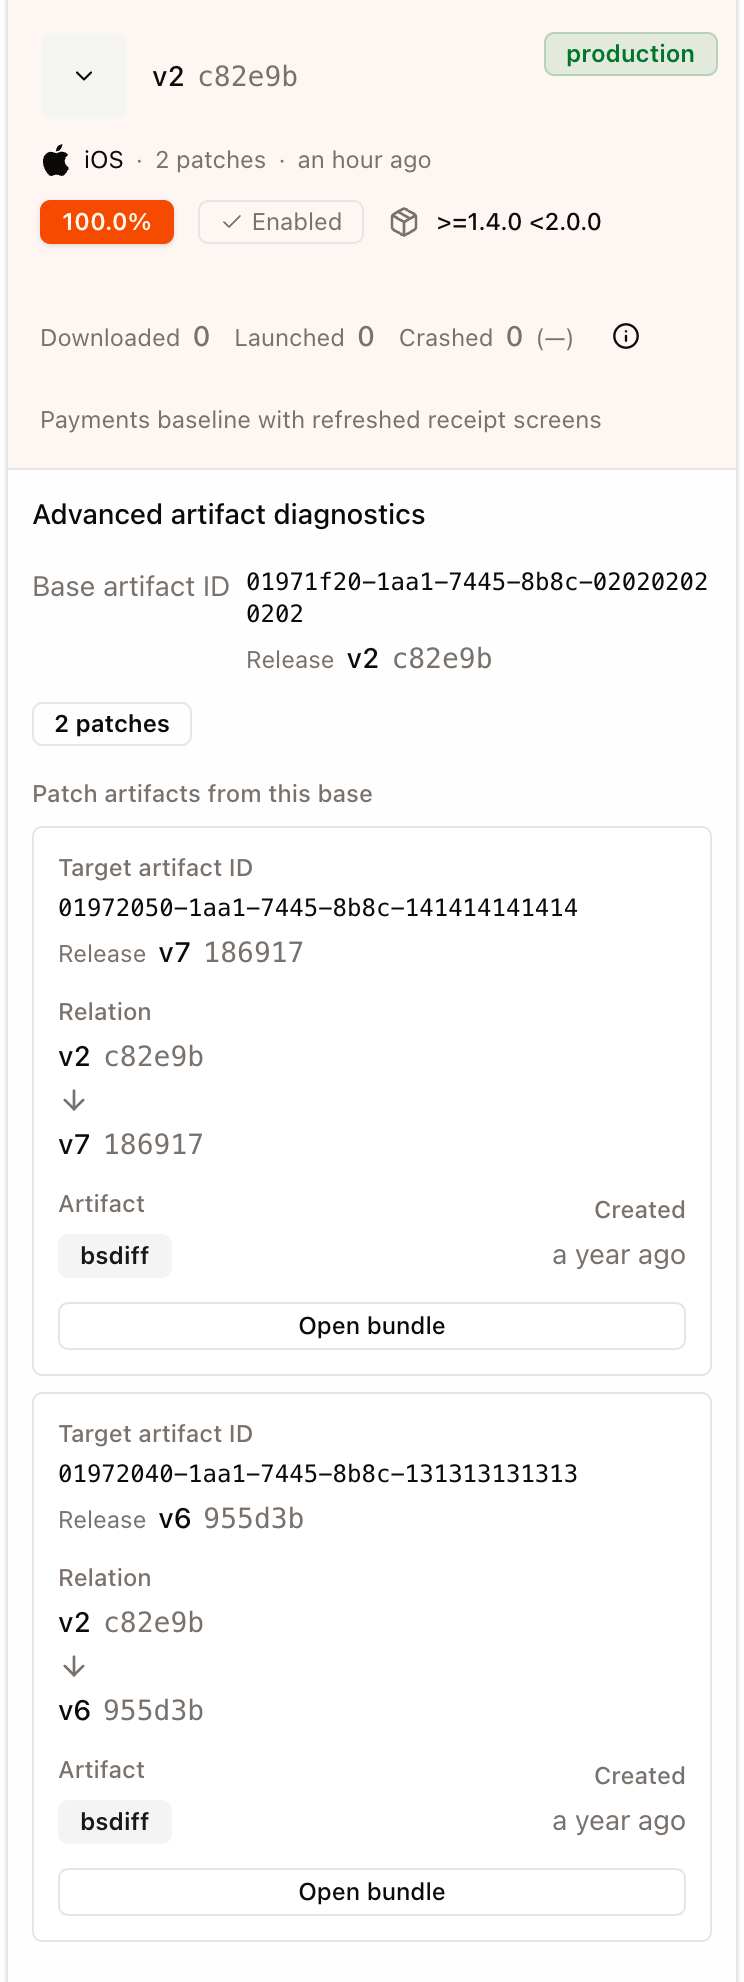 v2 c82e9b
production
iOS · 2 patches · an hour ago
100.0%
Enabled
>=1.4.0 <2.0.0
Downloaded 0 Launched 0 Crashed 0 (—)
Payments baseline with refreshed receipt screens
Advanced artifact diagnostics
Base artifact ID
01971f20-1aa1-7445-8b8c-02020202
0202
Release v2 c82e9b
2 patches
Patch artifacts from this base
Target artifact ID
01972050-1aa1-7445-8b8c-141414141414
Release v7 186917
Relation
v2 c82e9b
↓
v7 186917
Artifact
Created
bsdiff
a year ago
Open bundle
Target artifact ID
01972040-1aa1-7445-8b8c-131313131313
Release v6 955d3b
Relation
v2 c82e9b
↓
v6 955d3b
Artifact
Created
bsdiff
a year ago
Open bundle